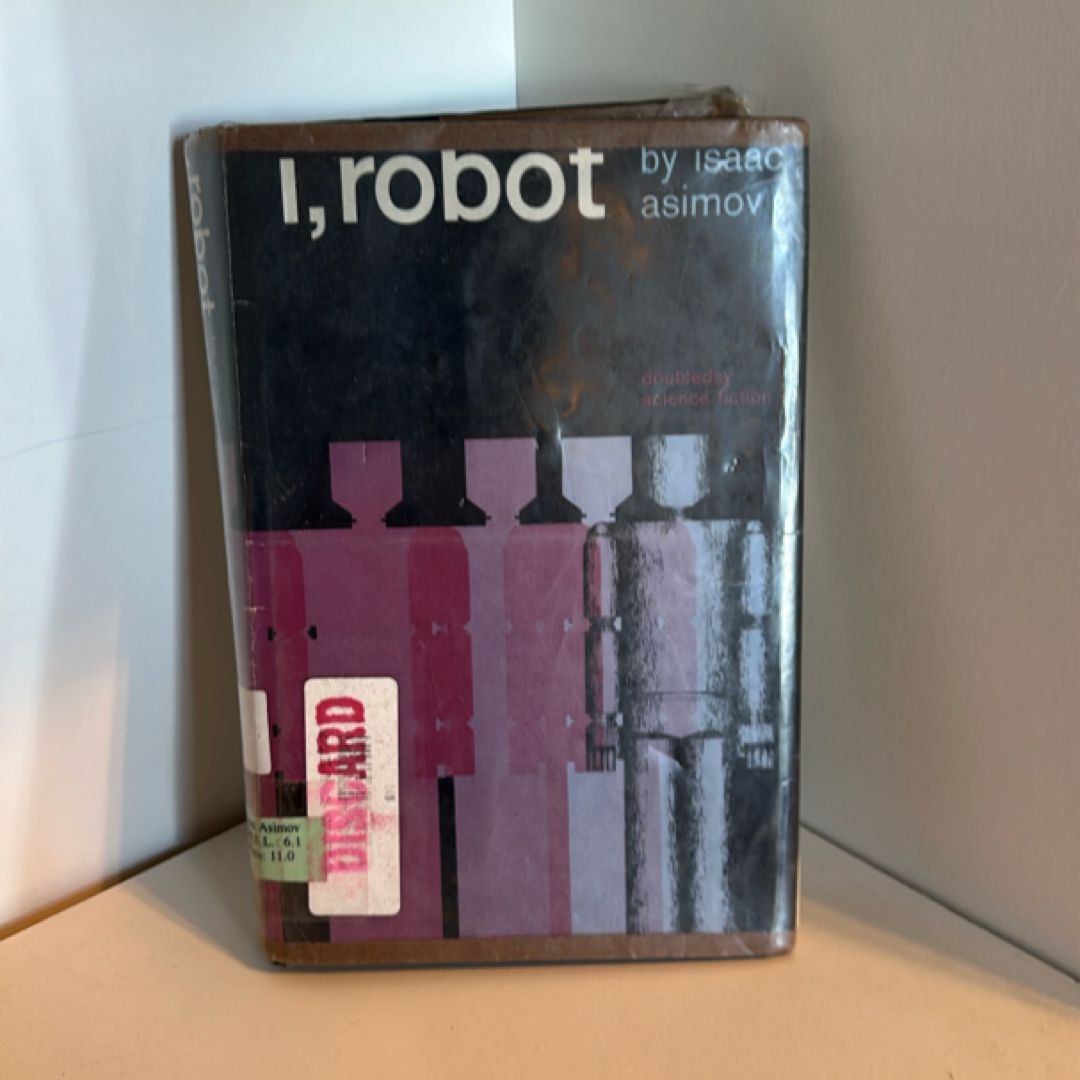 i, robot
by isaac
asimov
doubleday
science fiction
robot
DISCARD
Asimov
L.: 6.1
: 11.0